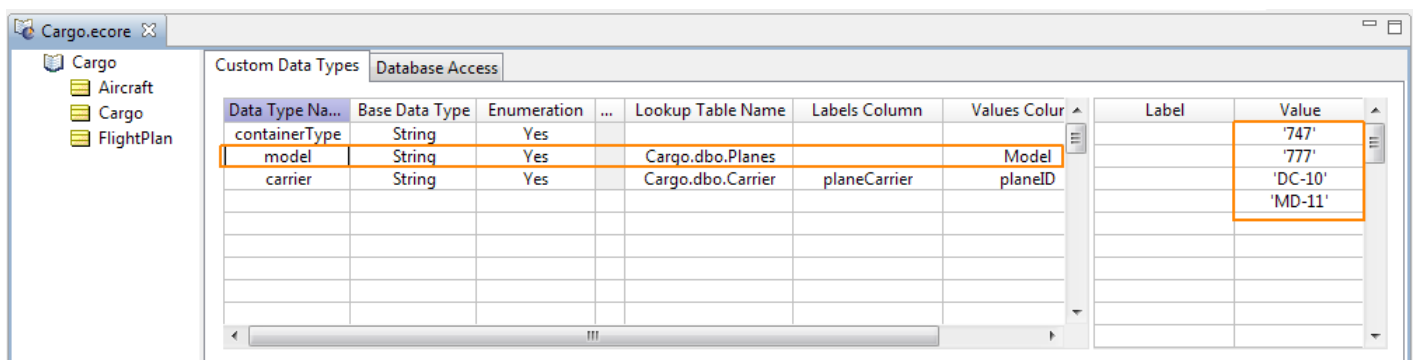 Cargo.ecore
Cargo
Aircraft
Cargo
FlightPlan
Custom Data Types Database Access
Data Type Na... Base Data Type Enumeration ... Lookup Table Name Labels Column Values Colur Label Value
containerType String Yes '747'
model String Yes Cargo.dbo.Planes Model '777'
carrier String Yes Cargo.dbo.Carrier planeCarrier planeID 'DC-10'
'MD-11'